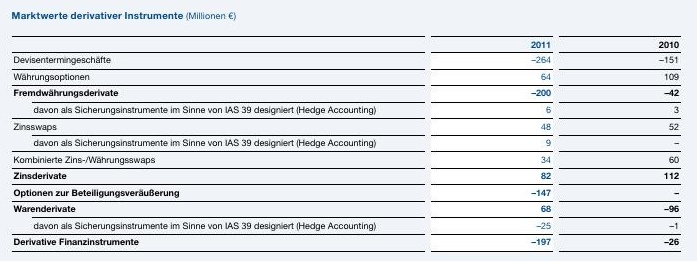 Marktwerte derivativer Instrumente (Millionen €)
2011 2010
Devisentermingeschäfte –264 –151
Währungsoptionen 64 109
Fremdwährungsderivate –200 –42
davon als Sicherungsinstrumente im Sinne von IAS 39 designiert (Hedge Accounting) 6 3
Zinsswaps 48 52
davon als Sicherungsinstrumente im Sinne von IAS 39 designiert (Hedge Accounting) 9 –
Kombinierte Zins-/Währungsswaps 34 60
Zinsderivate 82 112
Optionen zur Beteiligungsveräußerung –147 –
Warenderivate 68 –96
davon als Sicherungsinstrumente im Sinne von IAS 39 designiert (Hedge Accounting) –25 –1
Derivative Finanzinstrumente –197 –26